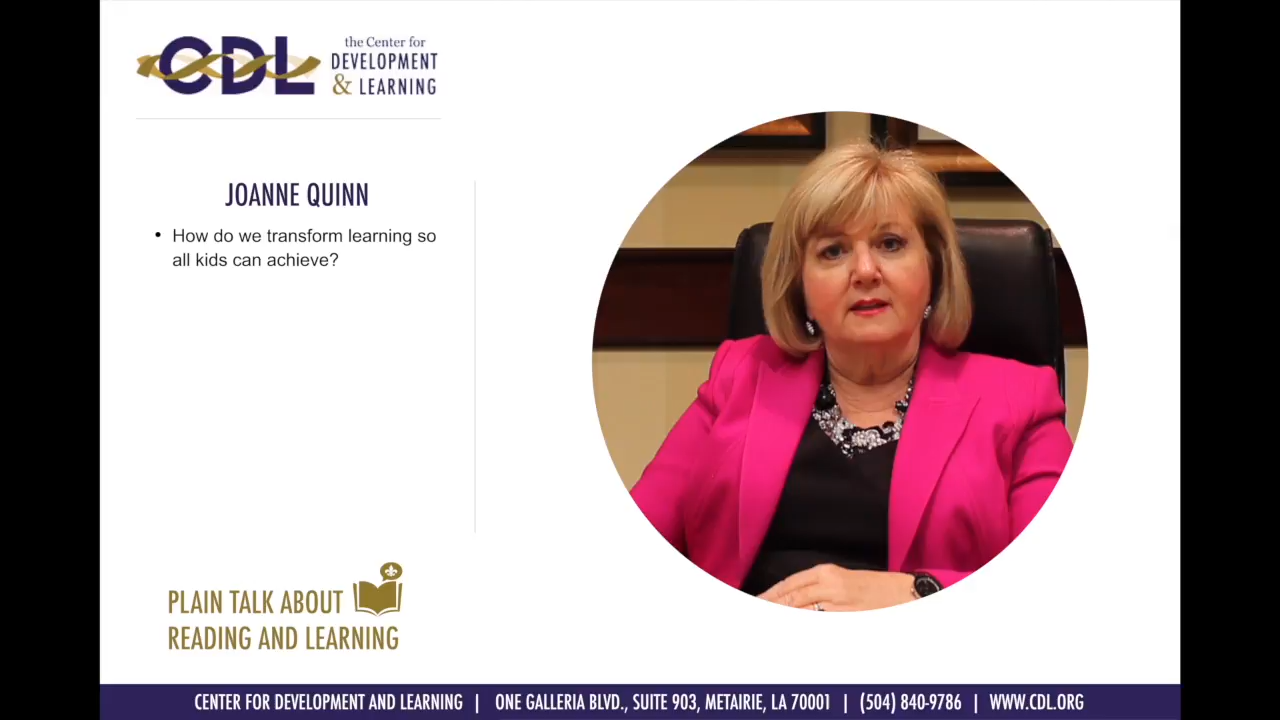 CDL
the Center for
DEVELOPMENT
& LEARNING
JOANNE QUINN
• How do we transform learning so
all kids can achieve?
PLAIN TALK ABOUT
READING AND LEARNING
CENTER FOR DEVELOPMENT AND LEARNING | ONE GALLERIA BLVD., SUITE 903, METAIRIE, LA 70001 | (504) 840-9786 | WWW.CDL.ORG